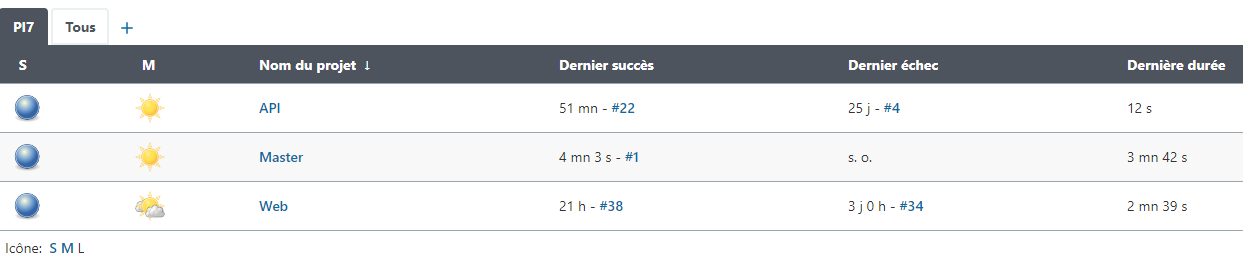 PI7 Tous +
S M Nom du projet ↓ Dernier succès Dernier échec Dernière durée
API 51 mn - #22 25 j - #4 12 s
Master 4 mn 3 s - #1 s. o. 3 mn 42 s
Web 21 h - #38 3 j 0 h - #34 2 mn 39 s
Icône: S M L